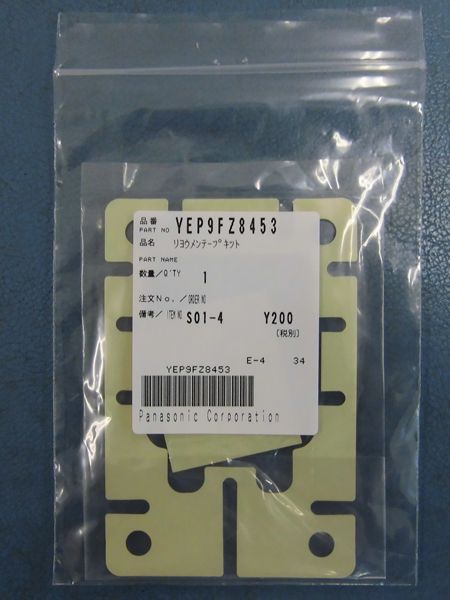 品番
PART NO YEP9FZ8453
品名 リヨウメンテープキット
PART NAME
数量/Q'TY 1
注文No./ORDER NO
備考/ITEM NO S01-4 Y200
(税別)
E-4 34
YEP9FZ8453
Panasonic Corporation